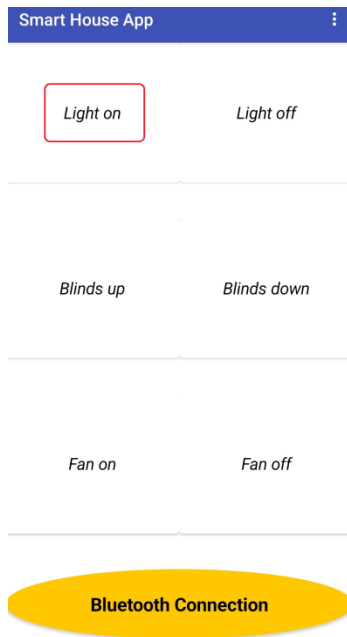 Smart House App
Light on
Light off
Blinds up
Blinds down
Fan on
Fan off
Bluetooth Connection